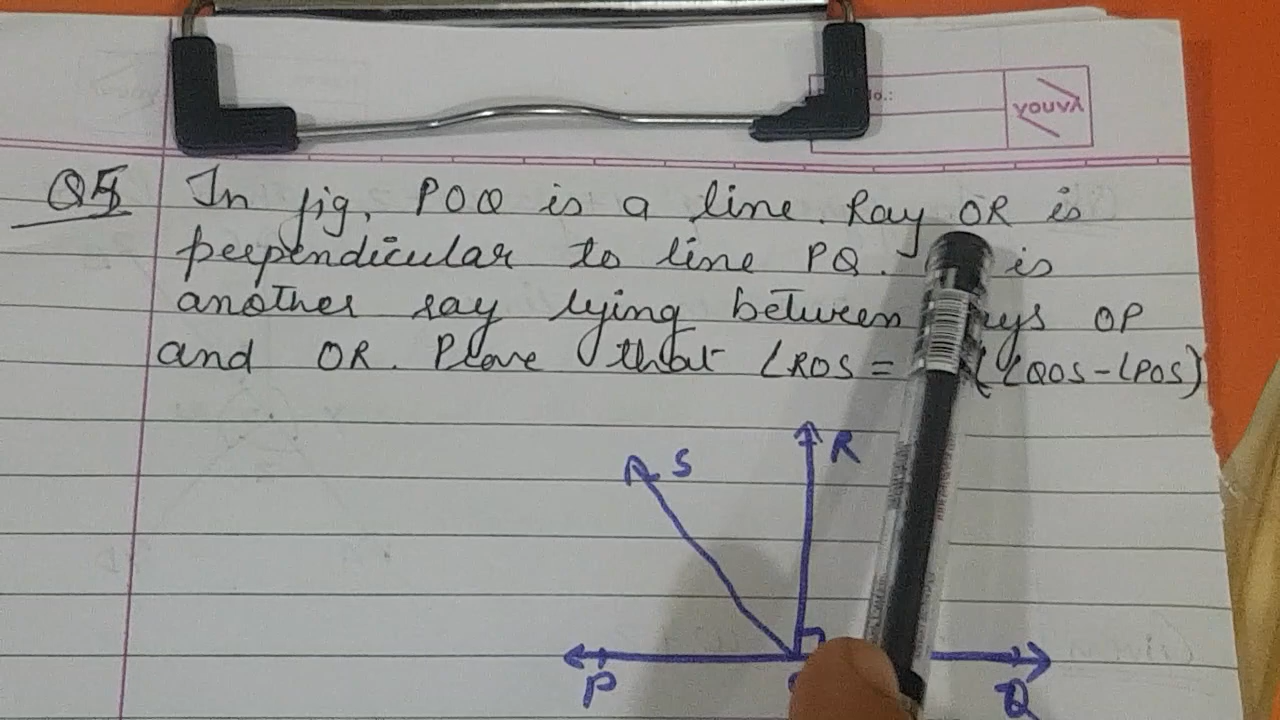 No.:
YOUVA
Q5 In fig, POQ is a line. Ray OR is
perpendicular to line PQ. is
another ray lying between OP
and OR. Prove that ∠ROS = (∠QOS-∠POS)
R
S
P
Q